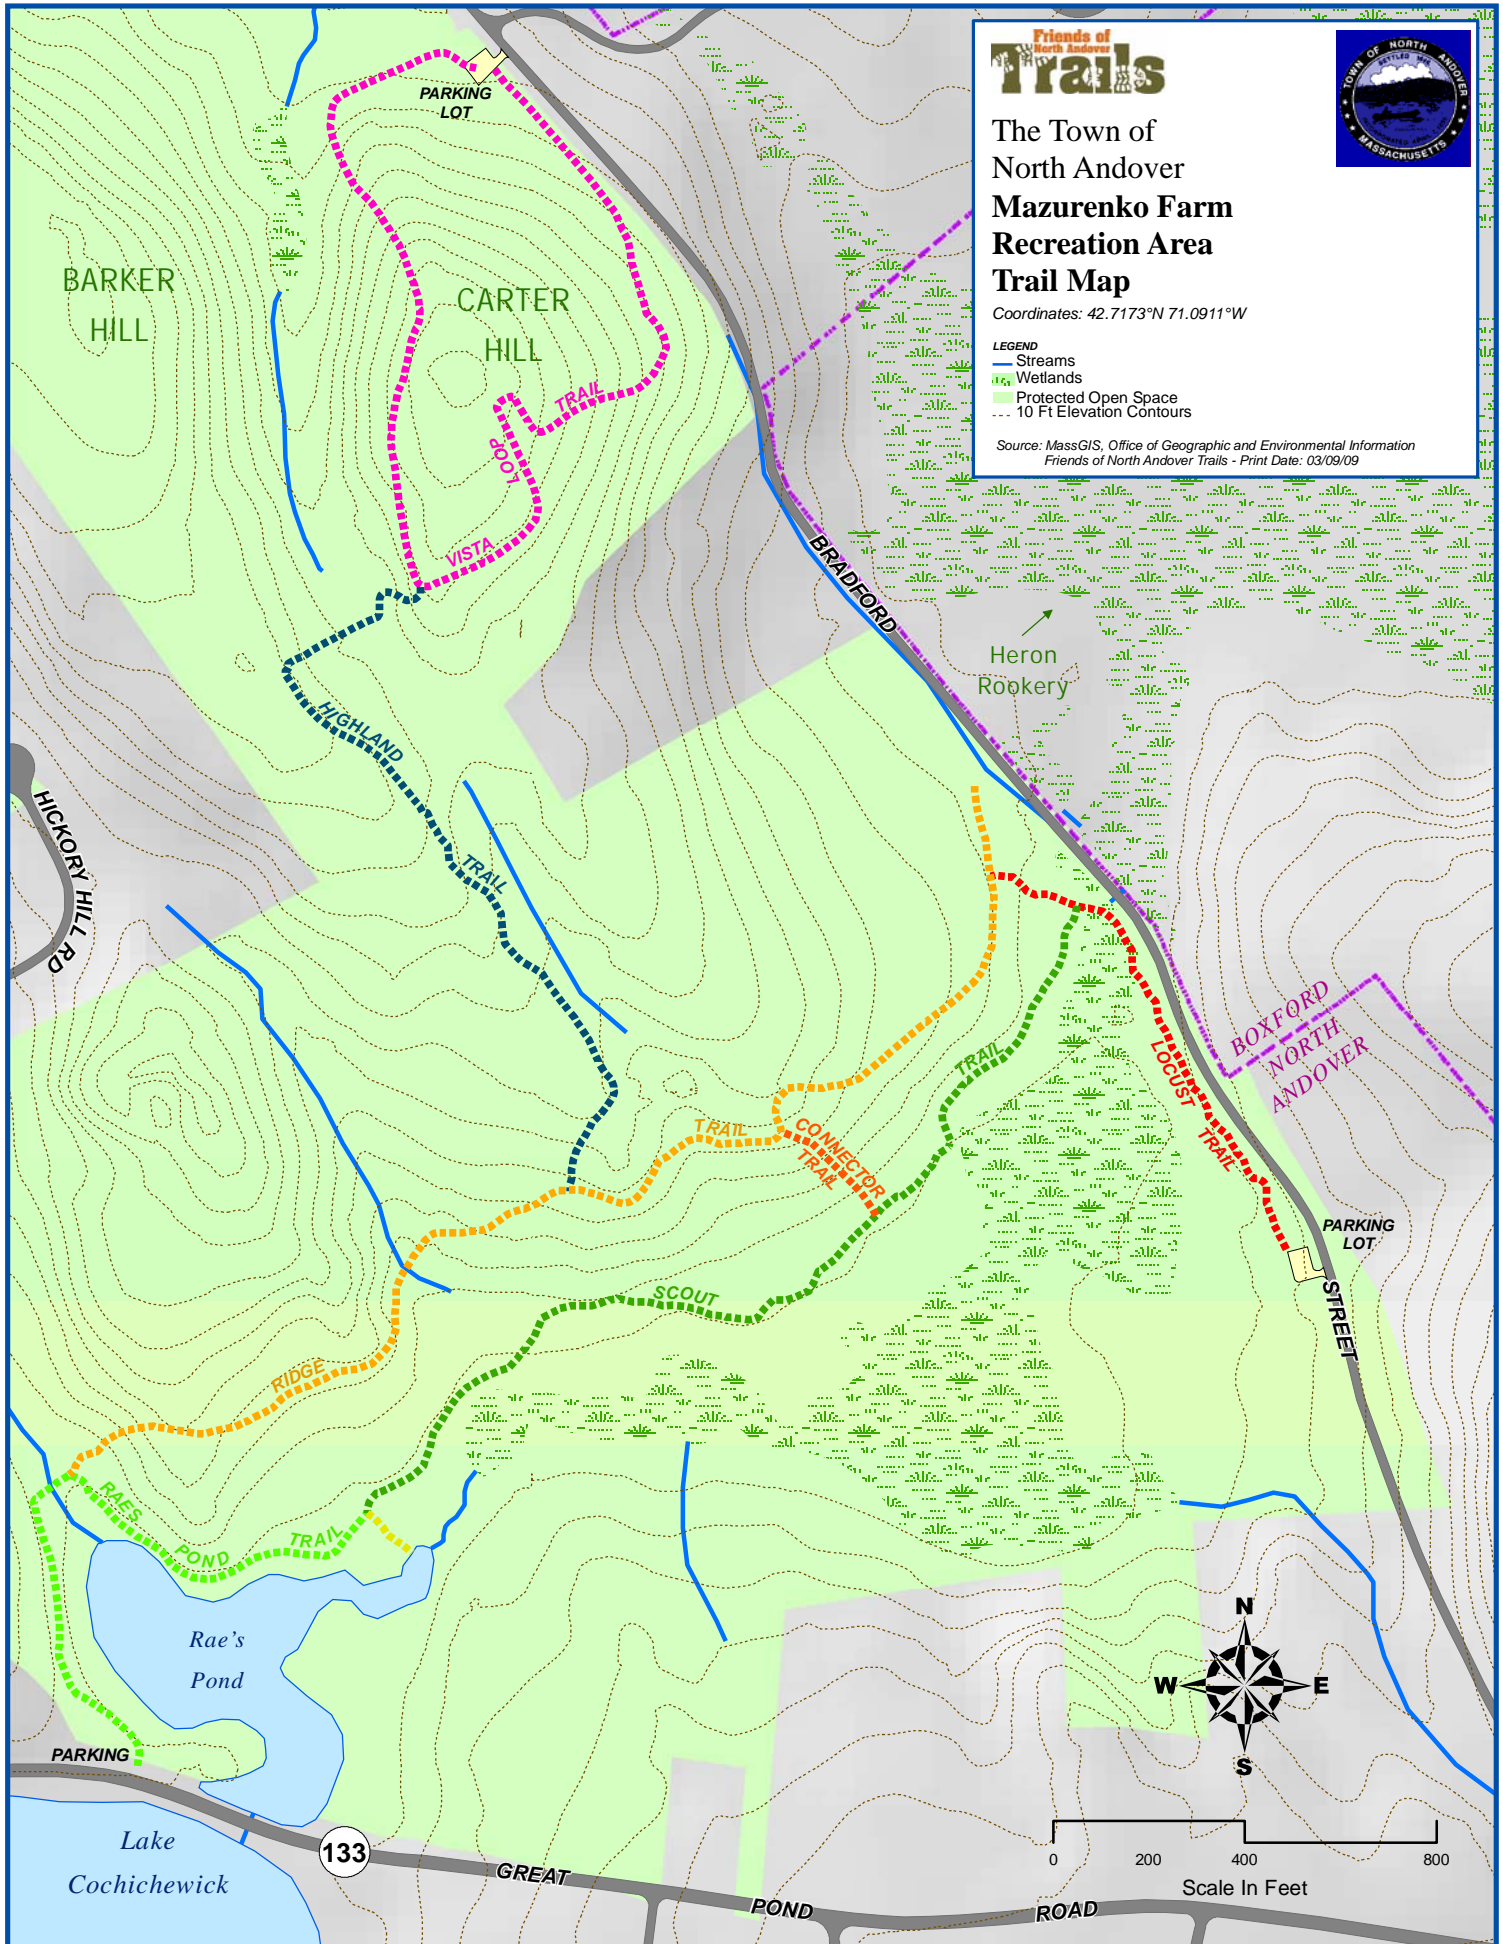 Friends of
North Andover
Trails
TOWN OF NORTH ANDOVER
MASSACHUSETTS
The Town of
North Andover
Mazurenko Farm
Recreation Area
Trail Map
Coordinates: 42.7173°N 71.0911°W
LEGEND
Streams
Wetlands
Protected Open Space
10 Ft Elevation Contours
Source: MassGIS, Office of Geographic and Environmental Information
Friends of North Andover Trails - Print Date: 03/09/09
PARKING
LOT
BARKER
HILL
CARTER
HILL
VISTA
LOOP
TRAIL
BRADFORD
Heron
Rookery
HIGHLAND
TRAIL
HICKORY HILL RD
BOXFORD
NORTH
ANDOVER
LOCUST
TRAIL
TRAIL
TRAIL
CONNECTOR
TRAIL
PARKING
LOT
STREET
SCOUT
RIDGE
RAES
POND
TRAIL
Rae's
Pond
N
W E
S
PARKING
Lake
Cochichewick
133
GREAT
POND
ROAD
0 200 400 800
Scale In Feet